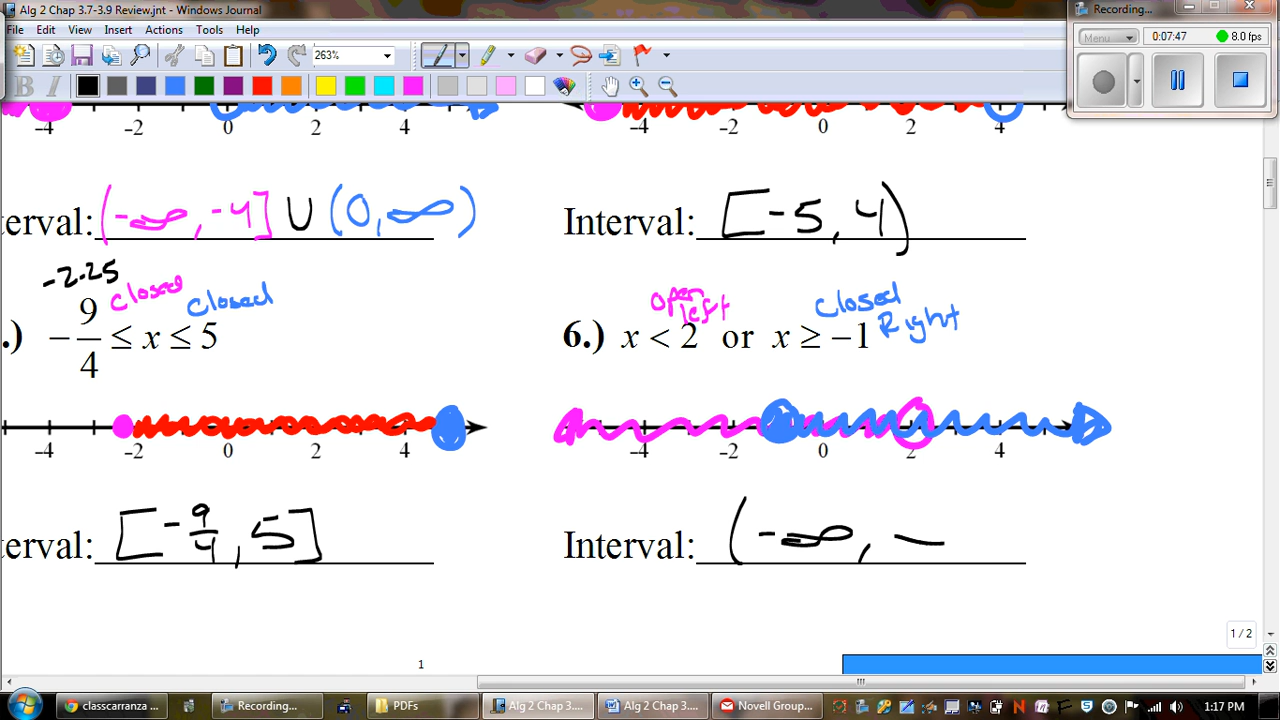 Alg 2 Chap 3.7-3.9 Review.jnt - Windows Journal
Recording...
File Edit View Insert Actions Tools Help
Menu 0:07:47 8.0 fps
263%
B I
-4 -2 0 2 4
-4 -2 0 2 4
erval: (-∞, -4] ∪ (0, ∞)
Interval: [-5, 4)
-2.25
closed closed
.) -9/4 ≤ x ≤ 5
open left closed Right
6.) x < 2 or x ≥ -1
-4 -2 0 2 4
-4 -2 0 2 4
erval: [-9/4, 5]
Interval: (-∞, –
1 / 2
1
classcarranza ... Recording... PDFs Alg 2 Chap 3.... Alg 2 Chap 3.... Novell Group... 1:17 PM